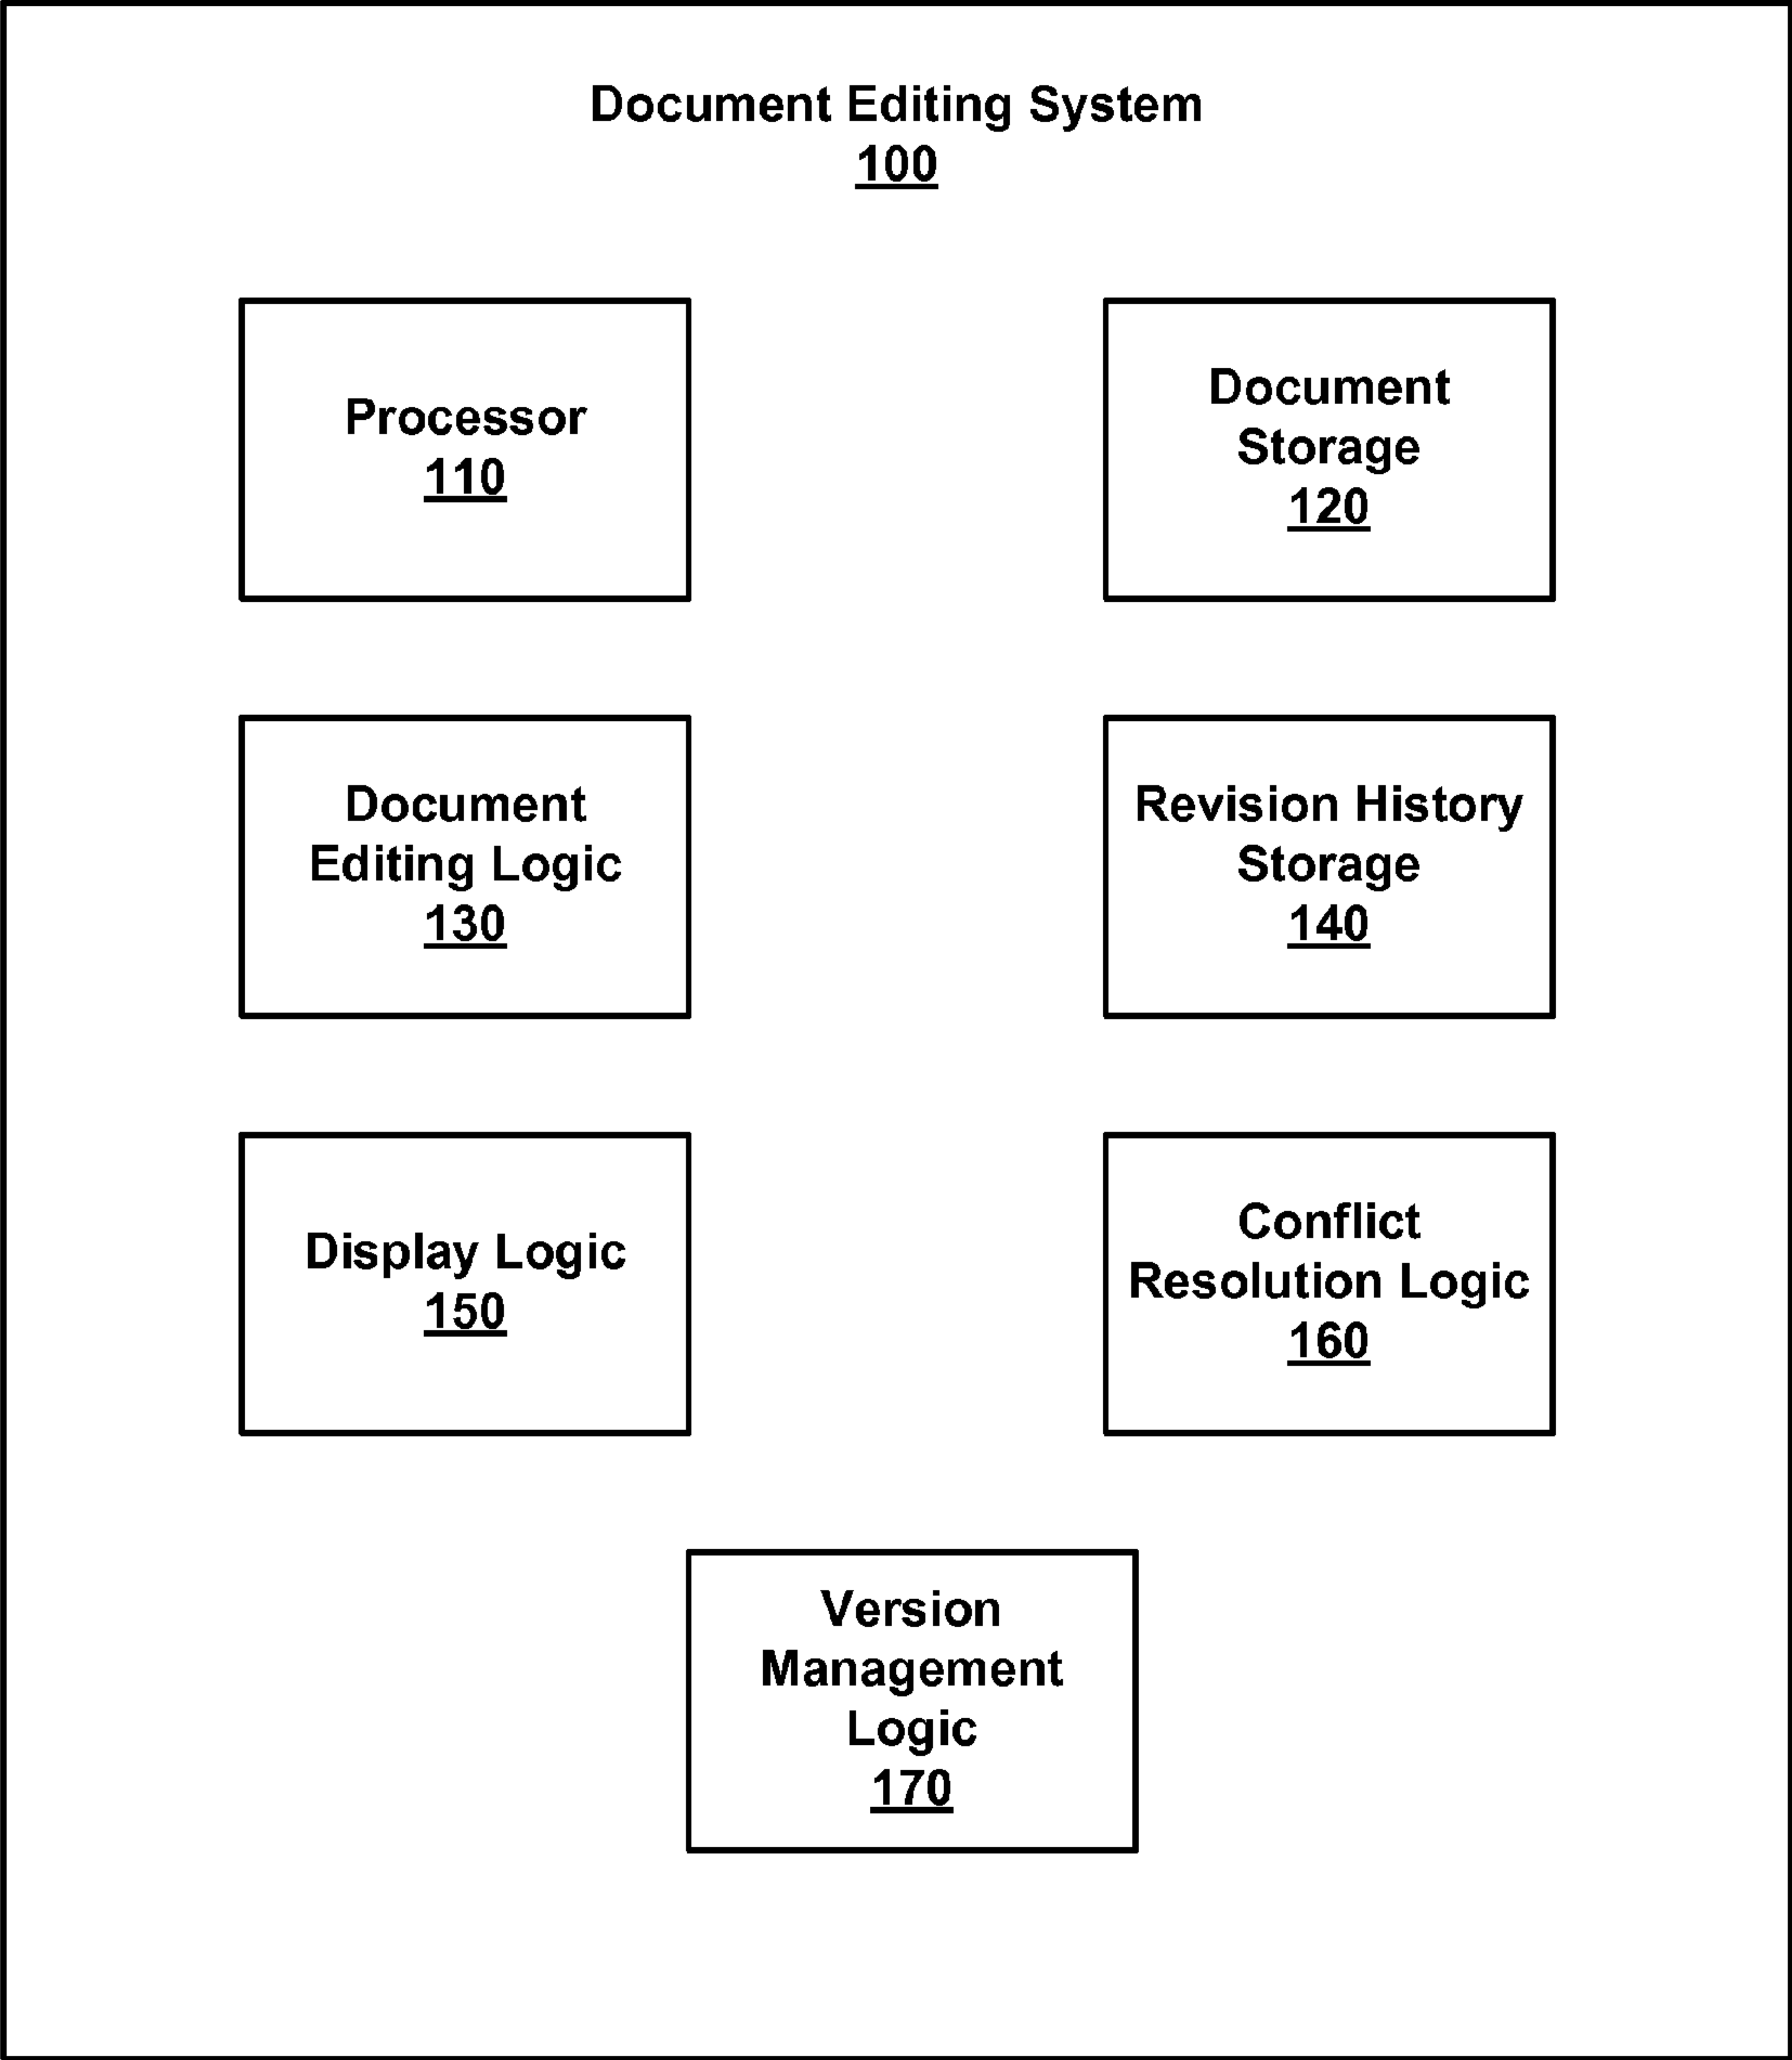 Document Editing System
100
Processor
110
Document
Storage
120
Document
Editing Logic
130
Revision History
Storage
140
Display Logic
150
Conflict
Resolution Logic
160
Version
Management
Logic
170